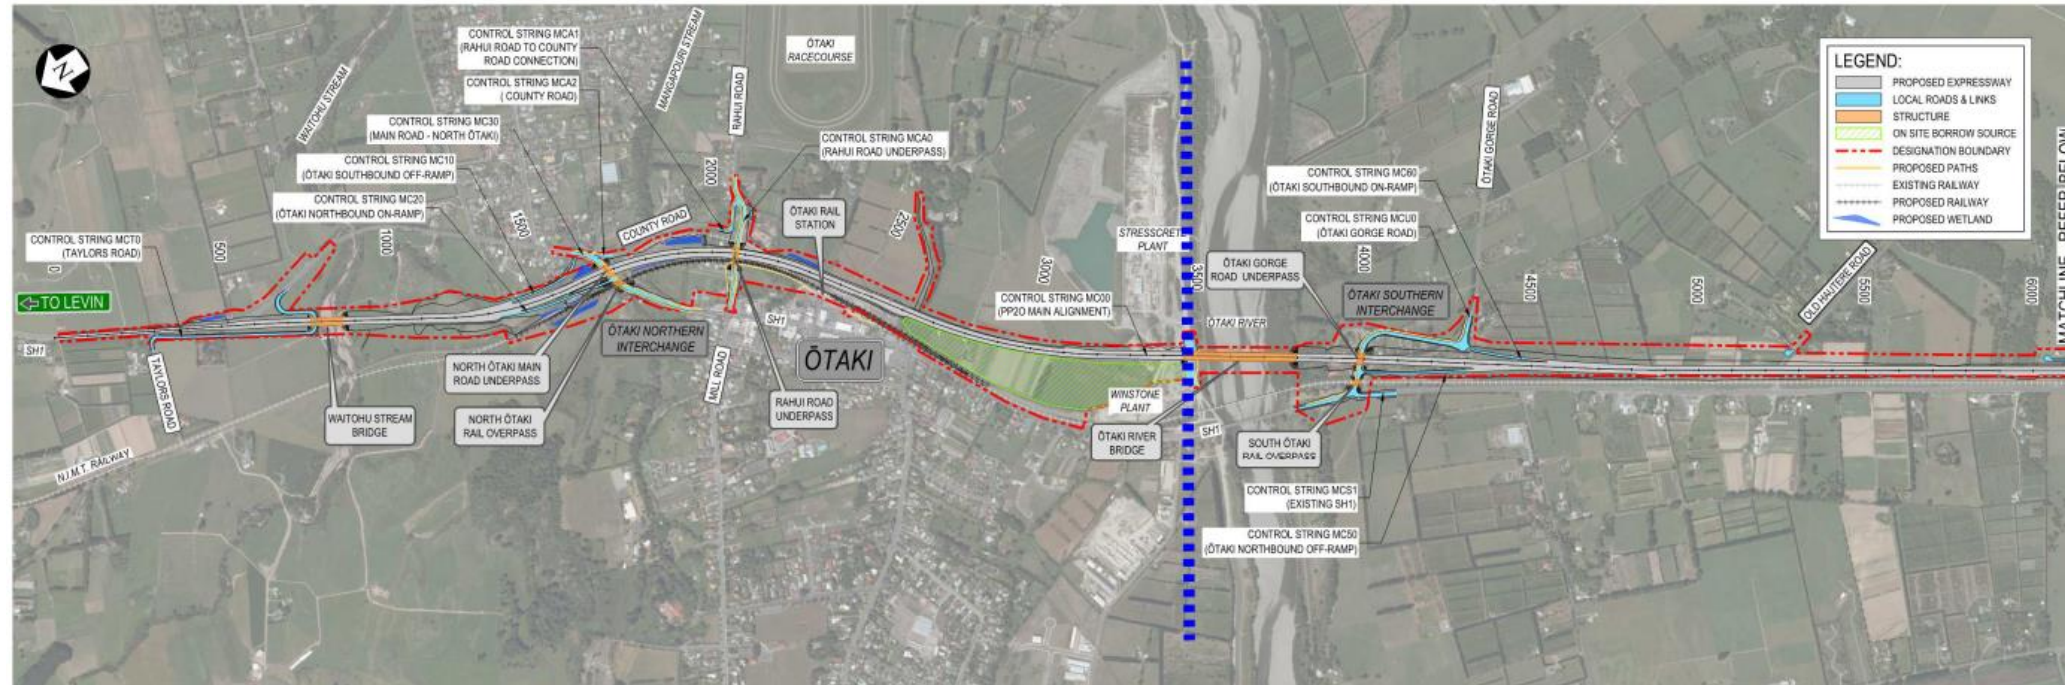 N
CONTROL STRING MCA1
(RAHUI ROAD TO COUNTY
ROAD CONNECTION)
CONTROL STRING MCA2
( COUNTY ROAD)
CONTROL STRING MC30
(MAIN ROAD - NORTH ŌTAKI)
CONTROL STRING MC10
(ŌTAKI SOUTHBOUND OFF-RAMP)
CONTROL STRING MC20
(ŌTAKI NORTHBOUND ON-RAMP)
CONTROL STRING MCT0
(TAYLORS ROAD)
WAITOHU STREAM
MANGAPOURI STREAM
RAHUI ROAD
ŌTAKI
RACECOURSE
CONTROL STRING MCA0
(RAHUI ROAD UNDERPASS)
ŌTAKI RAIL
STATION
COUNTY ROAD
0
500
1000
1500
2000
2500
3000
3500
4000
4500
5000
5500
6000
TO LEVIN
SH1
TAYLORS ROAD
N.I.M.T. RAILWAY
WAITOHU STREAM
BRIDGE
NORTH ŌTAKI MAIN
ROAD UNDERPASS
NORTH ŌTAKI
RAIL OVERPASS
ŌTAKI NORTHERN
INTERCHANGE
MILL ROAD
SH1
ŌTAKI
RAHUI ROAD
UNDERPASS
STRESSCRETE
PLANT
CONTROL STRING MC00
(PP20 MAIN ALIGNMENT)
WINSTONE
PLANT
ŌTAKI RIVER
BRIDGE
ŌTAKI RIVER
SH1
ŌTAKI GORGE
ROAD UNDERPASS
CONTROL STRING MC60
(ŌTAKI SOUTHBOUND ON-RAMP)
CONTROL STRING MCU0
(ŌTAKI GORGE ROAD)
ŌTAKI GORGE ROAD
ŌTAKI SOUTHERN
INTERCHANGE
SOUTH ŌTAKI
RAIL OVERPASS
CONTROL STRING MCS1
(EXISTING SH1)
CONTROL STRING MC50
(ŌTAKI NORTHBOUND OFF-RAMP)
OLD HAUTERE ROAD
MATCHLINE REFER BELOW
LEGEND:
PROPOSED EXPRESSWAY
LOCAL ROADS & LINKS
STRUCTURE
ON SITE BORROW SOURCE
DESIGNATION BOUNDARY
PROPOSED PATHS
EXISTING RAILWAY
PROPOSED RAILWAY
PROPOSED WETLAND